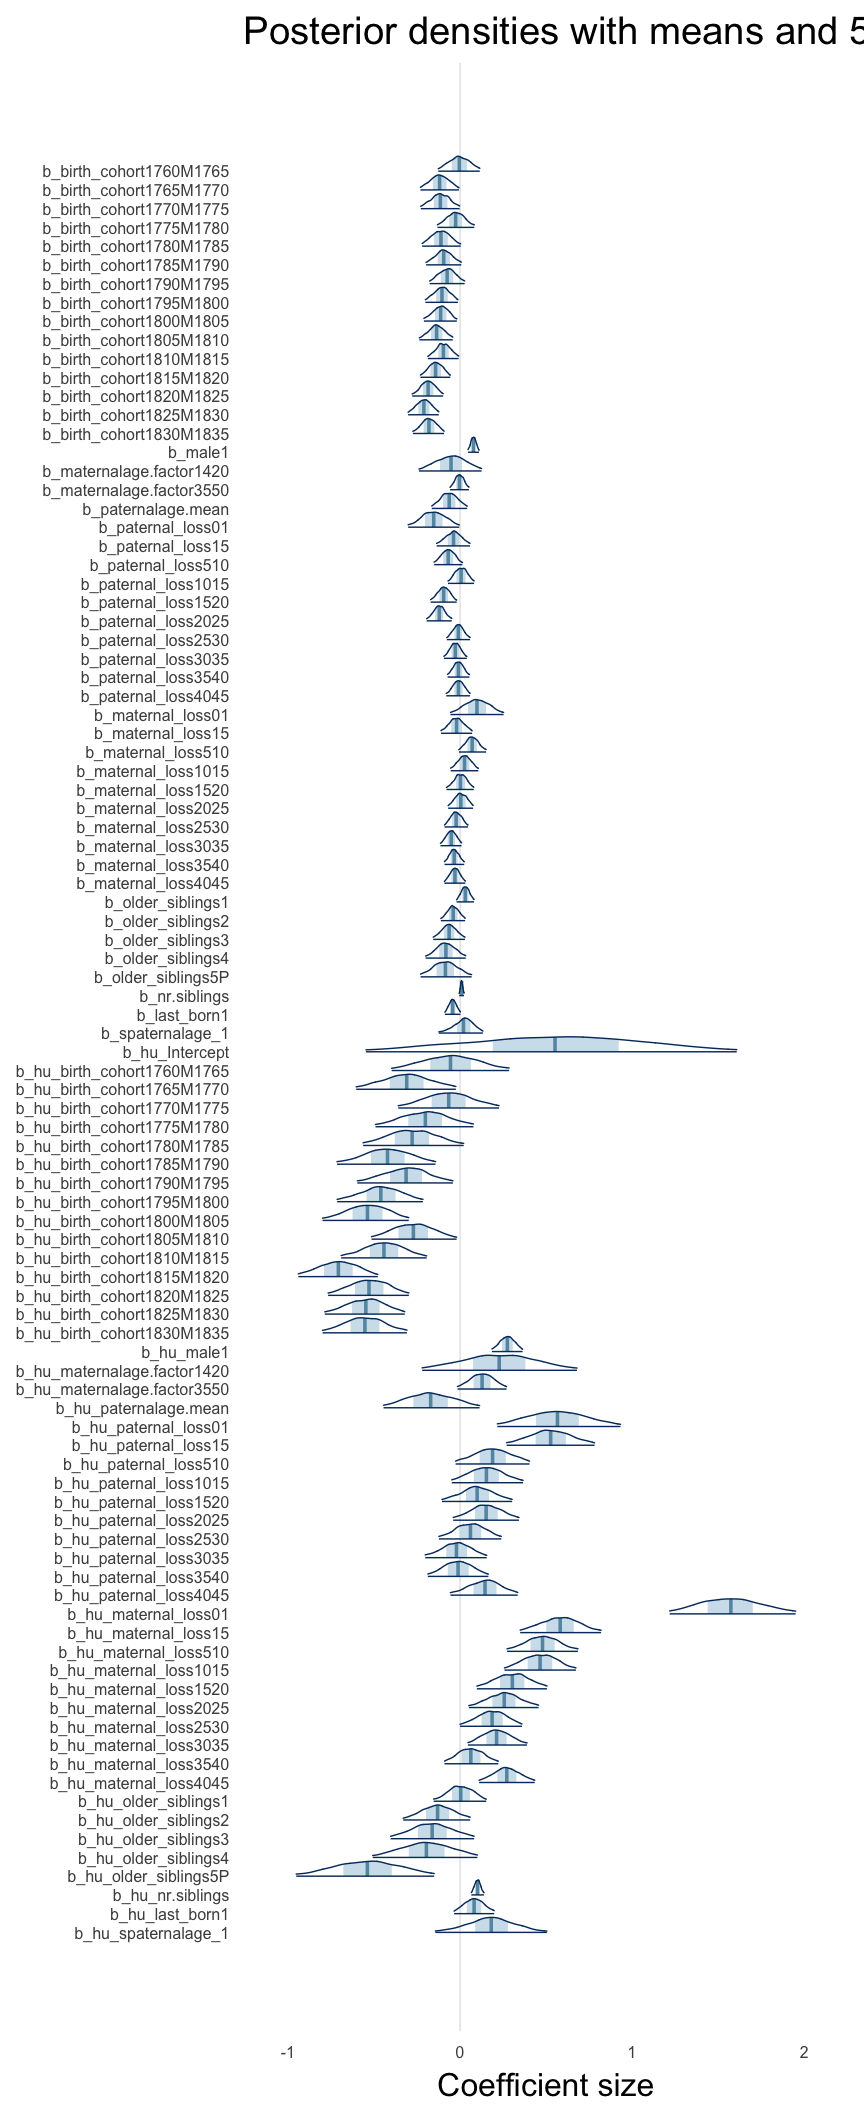 Posterior densities with means and 5
b_birth_cohort1760M1765
b_birth_cohort1765M1770
b_birth_cohort1770M1775
b_birth_cohort1775M1780
b_birth_cohort1780M1785
b_birth_cohort1785M1790
b_birth_cohort1790M1795
b_birth_cohort1795M1800
b_birth_cohort1800M1805
b_birth_cohort1805M1810
b_birth_cohort1810M1815
b_birth_cohort1815M1820
b_birth_cohort1820M1825
b_birth_cohort1825M1830
b_birth_cohort1830M1835
b_male1
b_maternalage.factor1420
b_maternalage.factor3550
b_paternalage.mean
b_paternal_loss01
b_paternal_loss15
b_paternal_loss510
b_paternal_loss1015
b_paternal_loss1520
b_paternal_loss2025
b_paternal_loss2530
b_paternal_loss3035
b_paternal_loss3540
b_paternal_loss4045
b_maternal_loss01
b_maternal_loss15
b_maternal_loss510
b_maternal_loss1015
b_maternal_loss1520
b_maternal_loss2025
b_maternal_loss2530
b_maternal_loss3035
b_maternal_loss3540
b_maternal_loss4045
b_older_siblings1
b_older_siblings2
b_older_siblings3
b_older_siblings4
b_older_siblings5P
b_nr.siblings
b_last_born1
b_spaternalage_1
b_hu_Intercept
b_hu_birth_cohort1760M1765
b_hu_birth_cohort1765M1770
b_hu_birth_cohort1770M1775
b_hu_birth_cohort1775M1780
b_hu_birth_cohort1780M1785
b_hu_birth_cohort1785M1790
b_hu_birth_cohort1790M1795
b_hu_birth_cohort1795M1800
b_hu_birth_cohort1800M1805
b_hu_birth_cohort1805M1810
b_hu_birth_cohort1810M1815
b_hu_birth_cohort1815M1820
b_hu_birth_cohort1820M1825
b_hu_birth_cohort1825M1830
b_hu_birth_cohort1830M1835
b_hu_male1
b_hu_maternalage.factor1420
b_hu_maternalage.factor3550
b_hu_paternalage.mean
b_hu_paternal_loss01
b_hu_paternal_loss15
b_hu_paternal_loss510
b_hu_paternal_loss1015
b_hu_paternal_loss1520
b_hu_paternal_loss2025
b_hu_paternal_loss2530
b_hu_paternal_loss3035
b_hu_paternal_loss3540
b_hu_paternal_loss4045
b_hu_maternal_loss01
b_hu_maternal_loss15
b_hu_maternal_loss510
b_hu_maternal_loss1015
b_hu_maternal_loss1520
b_hu_maternal_loss2025
b_hu_maternal_loss2530
b_hu_maternal_loss3035
b_hu_maternal_loss3540
b_hu_maternal_loss4045
b_hu_older_siblings1
b_hu_older_siblings2
b_hu_older_siblings3
b_hu_older_siblings4
b_hu_older_siblings5P
b_hu_nr.siblings
b_hu_last_born1
b_hu_spaternalage_1
-1 0 1 2
Coefficient size